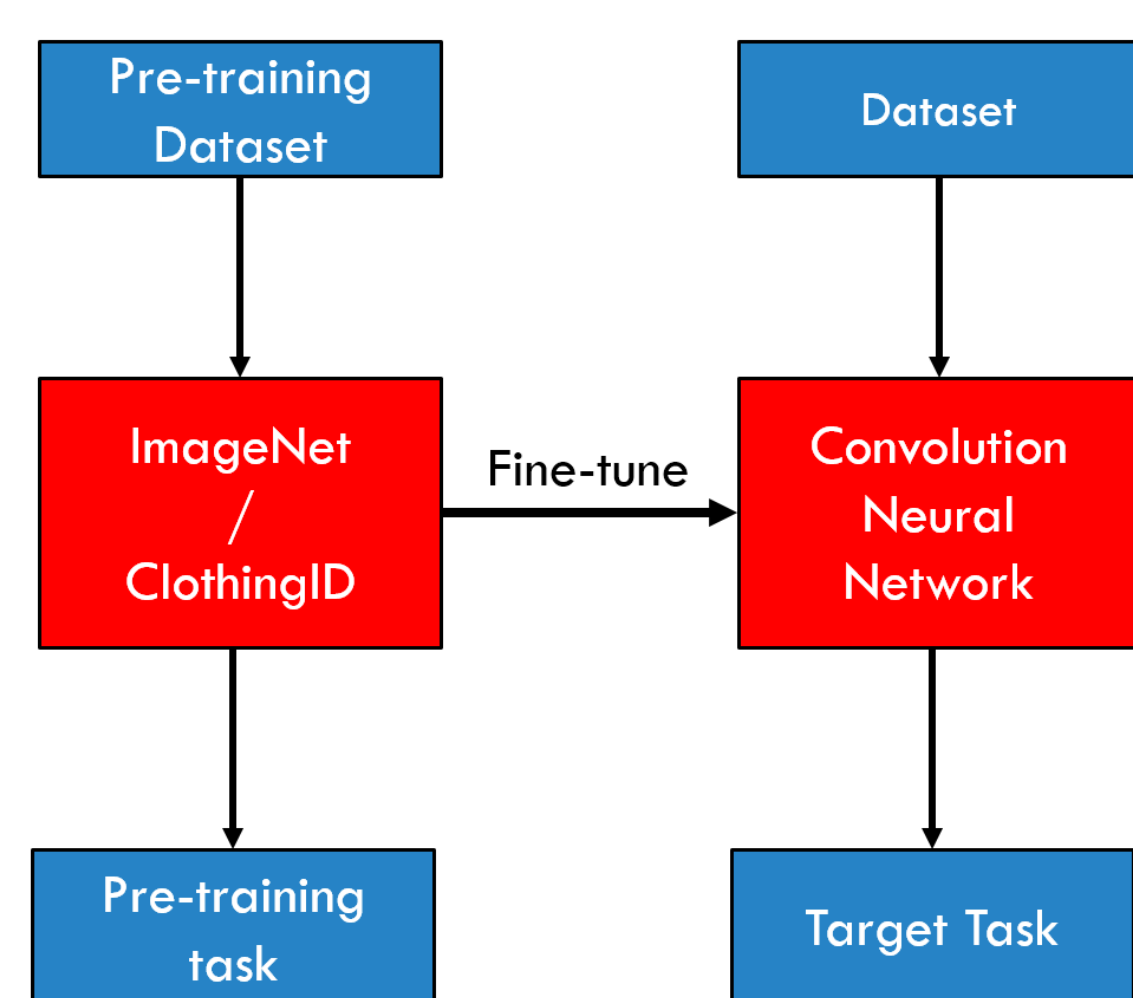 Pre-training
Dataset
Dataset
ImageNet
/
ClothingID
Fine-tune
Convolution
Neural
Network
Pre-training
task
Target Task